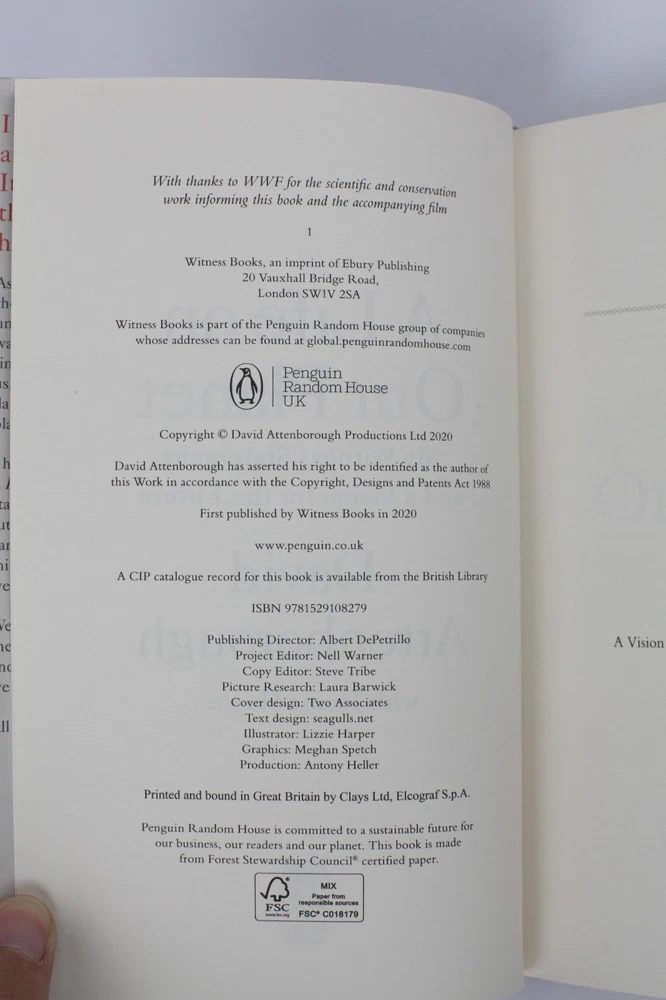 With thanks to WWF for the scientific and conservation
work informing this book and the accompanying film
1
Witness Books, an imprint of Ebury Publishing
20 Vauxhall Bridge Road,
London SW1V 2SA
Witness Books is part of the Penguin Random House group of companies
whose addresses can be found at global.penguinrandomhouse.com
Penguin
Random House
UK
Copyright © David Attenborough Productions Ltd 2020
David Attenborough has asserted his right to be identified as the author of
this Work in accordance with the Copyright, Designs and Patents Act 1988
First published by Witness Books in 2020
www.penguin.co.uk
A CIP catalogue record for this book is available from the British Library
ISBN 9781529108279
Publishing Director: Albert DePetrillo
Project Editor: Nell Warner
Copy Editor: Steve Tribe
Picture Research: Laura Barwick
Cover design: Two Associates
Text design: seagulls.net
Illustrator: Lizzie Harper
Graphics: Meghan Spetch
Production: Antony Heller
Printed and bound in Great Britain by Clays Ltd, Elcograf S.p.A.
Penguin Random House is committed to a sustainable future for
our business, our readers and our planet. This book is made
from Forest Stewardship Council® certified paper.
FSC
www.fsc.org
MIX
Paper from
responsible sources
FSC® C018179
A Vision